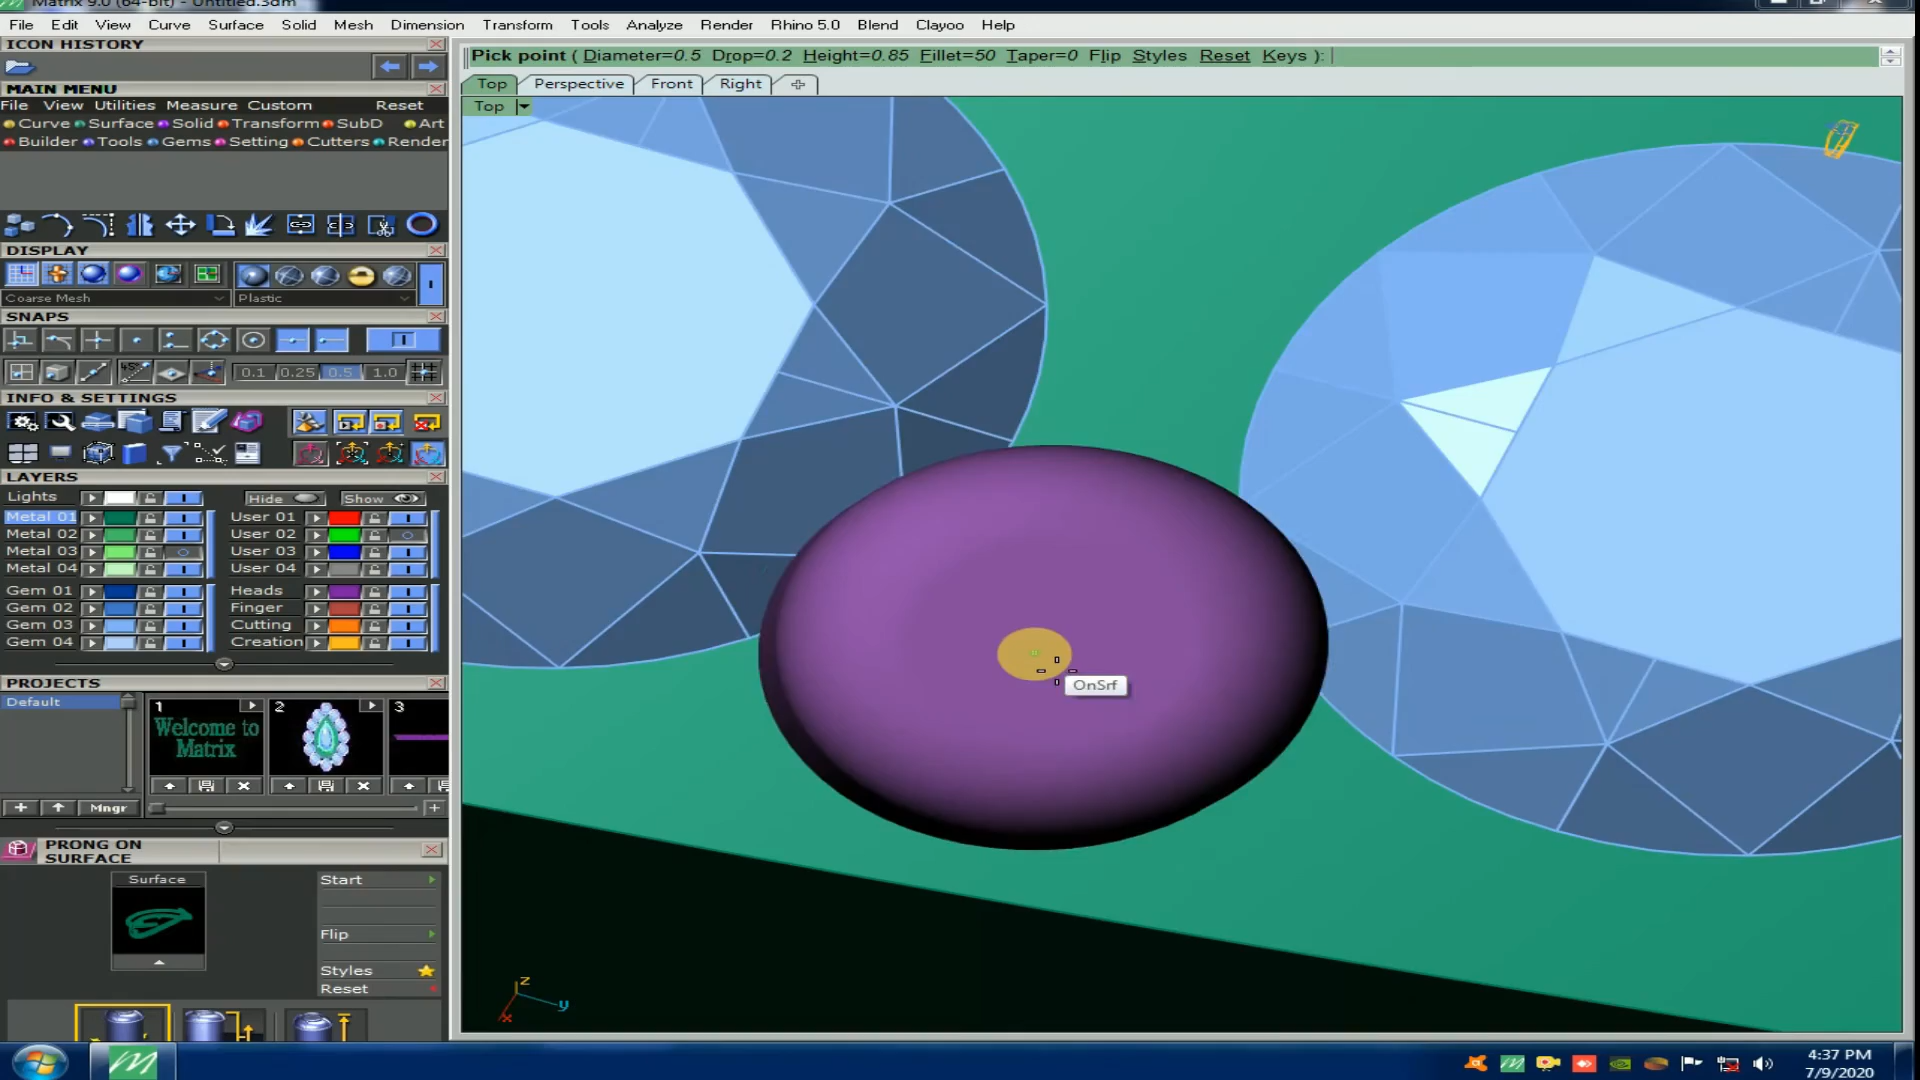 Matrix 9.0 (64-bit) - Untitled.3dm
File Edit View Curve Surface Solid Mesh Dimension Transform Tools Analyze Render Rhino 5.0 Blend Clayoo Help
ICON HISTORY
Pick point ( Diameter=0.5 Drop=0.2 Height=0.85 Fillet=50 Taper=0 Flip Styles Reset Keys ):
MAIN MENU
Top Perspective Front Right
File View Utilities Measure Custom Reset
Top
Curve Surface Solid Transform SubD Art
Builder Tools Gems Setting Cutters Render
DISPLAY
Coarse Mesh Plastic
SNAPS
45° 0.1 0.25 0.5 1.0
INFO & SETTINGS
LAYERS
Lights Hide Show
Metal 01 User 01
Metal 02 User 02
Metal 03 User 03
Metal 04 User 04
Gem 01 Heads
Gem 02 Finger
Gem 03 Cutting
Gem 04 Creation
OnSrf
PROJECTS
Default
1 2 3
Welcome to
Matrix
Mngr
PRONG ON
SURFACE
Surface
Start
Flip
Styles
Reset
z
y
x
4:37 PM
7/9/2020